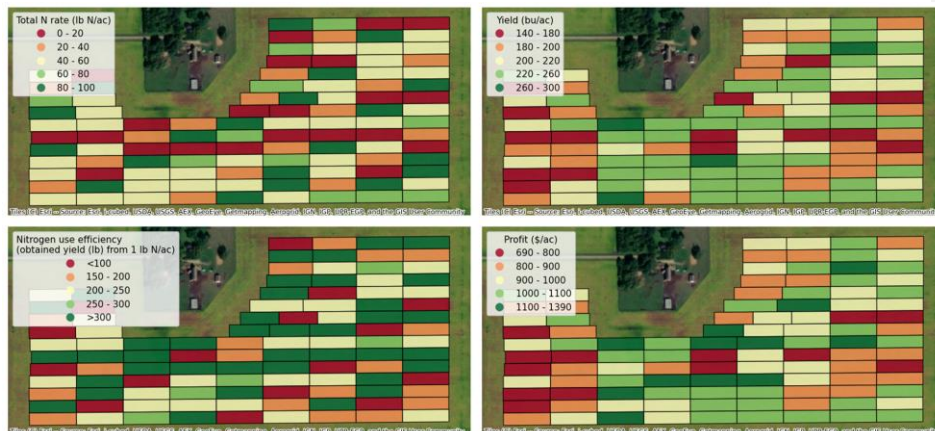 Total N rate (lb N/ac)
0 - 20
20 - 40
40 - 60
60 - 80
80 - 100
Yield (bu/ac)
140 - 180
180 - 200
200 - 220
220 - 260
260 - 300
Nitrogen use efficiency
(obtained yield (lb) from 1 lb N/ac)
<100
150 - 200
200 - 250
250 - 300
>300
Profit ($/ac)
690 - 800
800 - 900
900 - 1000
1000 - 1100
1100 - 1390